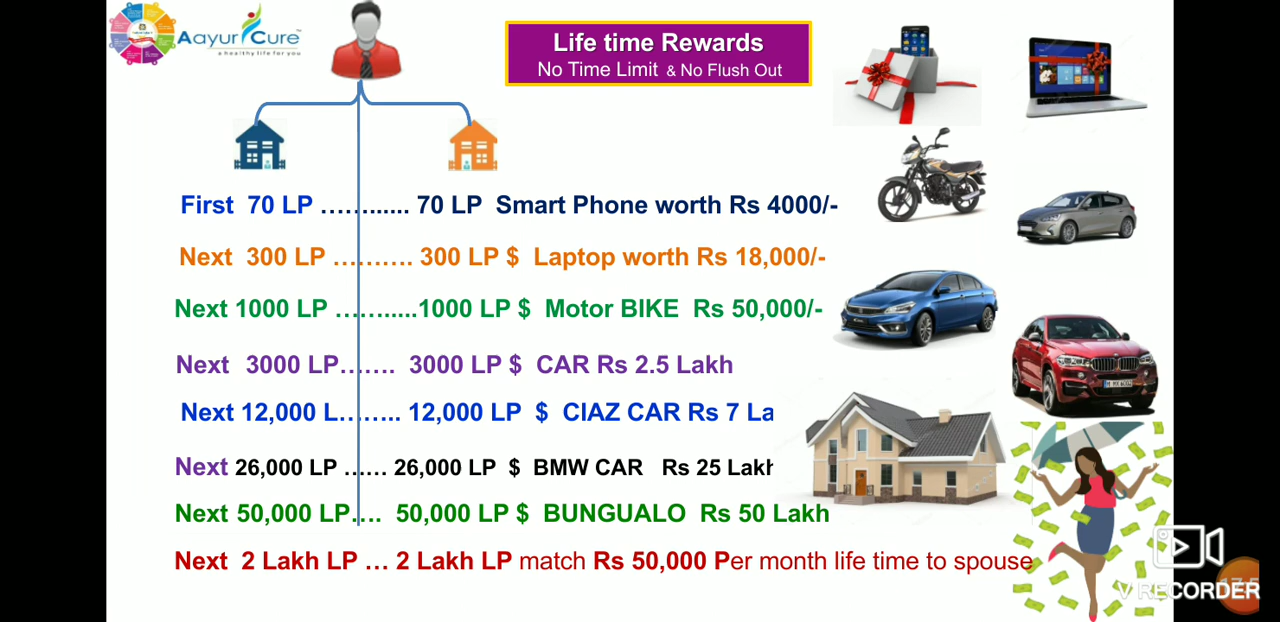 Aayur Cure™
a healthy life for you
Life time Rewards
No Time Limit & No Flush Out
First 70 LP ……...... 70 LP Smart Phone worth Rs 4000/-
Next 300 LP ………. 300 LP $ Laptop worth Rs 18,000/-
Next 1000 LP …….....1000 LP $ Motor BIKE Rs 50,000/-
Next 3000 LP……. 3000 LP $ CAR Rs 2.5 Lakh
Next 12,000 L…….. 12,000 LP $ CIAZ CAR Rs 7 La
Next 26,000 LP …... 26,000 LP $ BMW CAR Rs 25 Lakh
Next 50,000 LP…. 50,000 LP $ BUNGUALO Rs 50 Lakh
Next 2 Lakh LP … 2 Lakh LP match Rs 50,000 Per month life time to spouse
V RECORDER